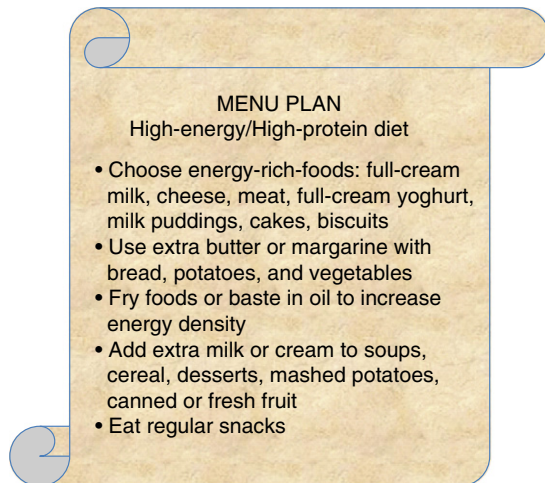 MENU PLAN
High-energy/High-protein diet
• Choose energy-rich-foods: full-cream
milk, cheese, meat, full-cream yoghurt,
milk puddings, cakes, biscuits
• Use extra butter or margarine with
bread, potatoes, and vegetables
• Fry foods or baste in oil to increase
energy density
• Add extra milk or cream to soups,
cereal, desserts, mashed potatoes,
canned or fresh fruit
• Eat regular snacks